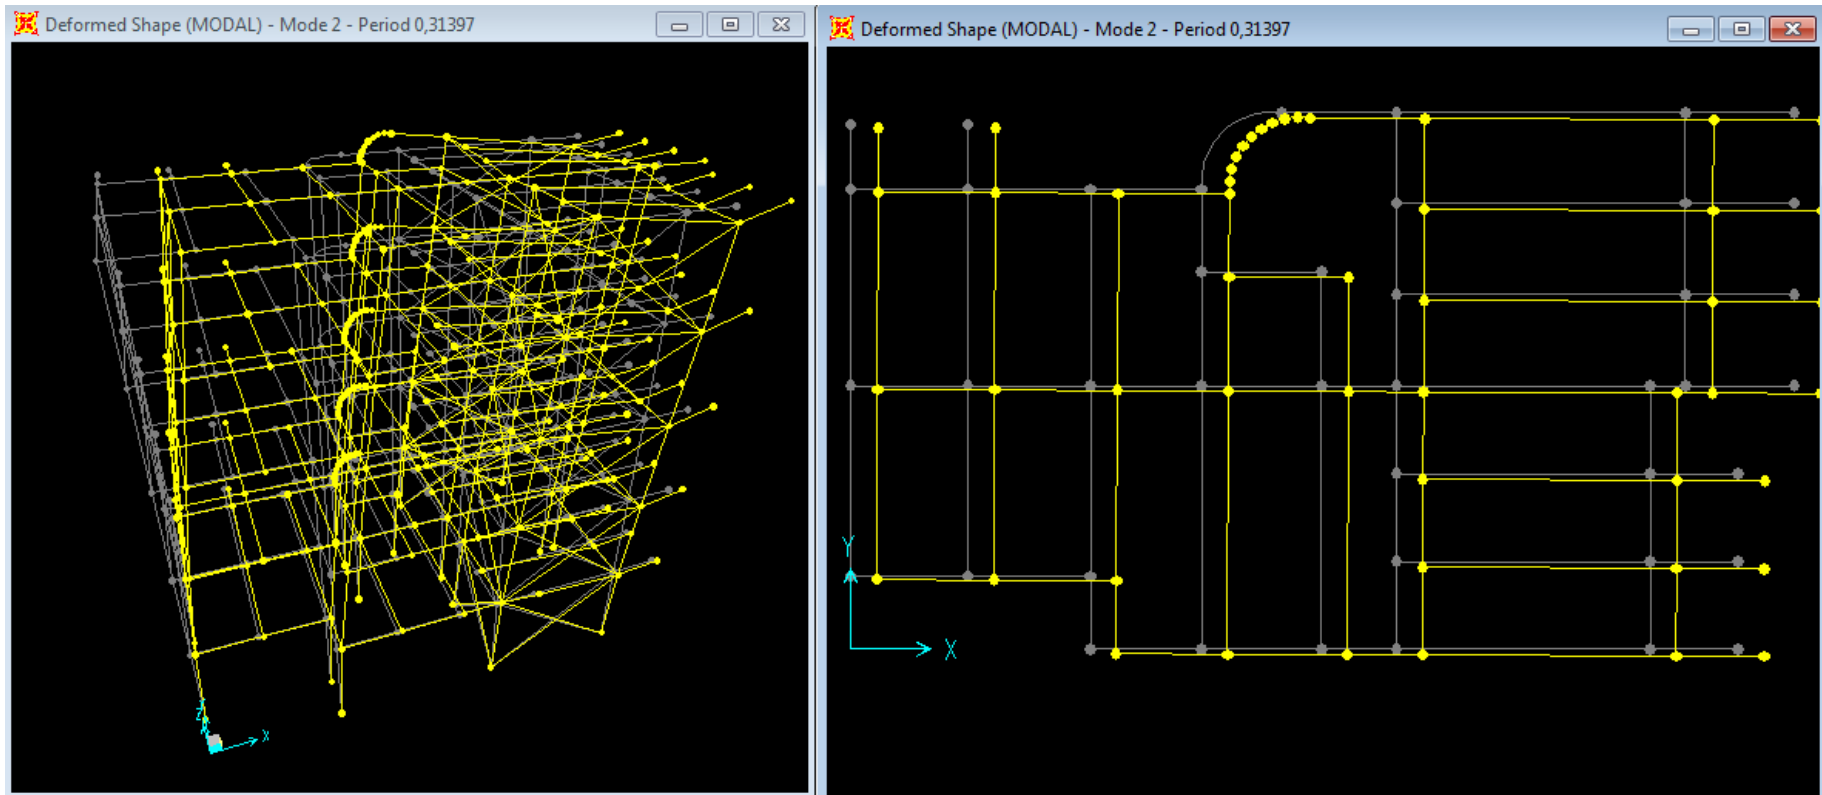 Deformed Shape (MODAL) - Mode 2 - Period 0,31397
Deformed Shape (MODAL) - Mode 2 - Period 0,31397
Z
X
Y
X